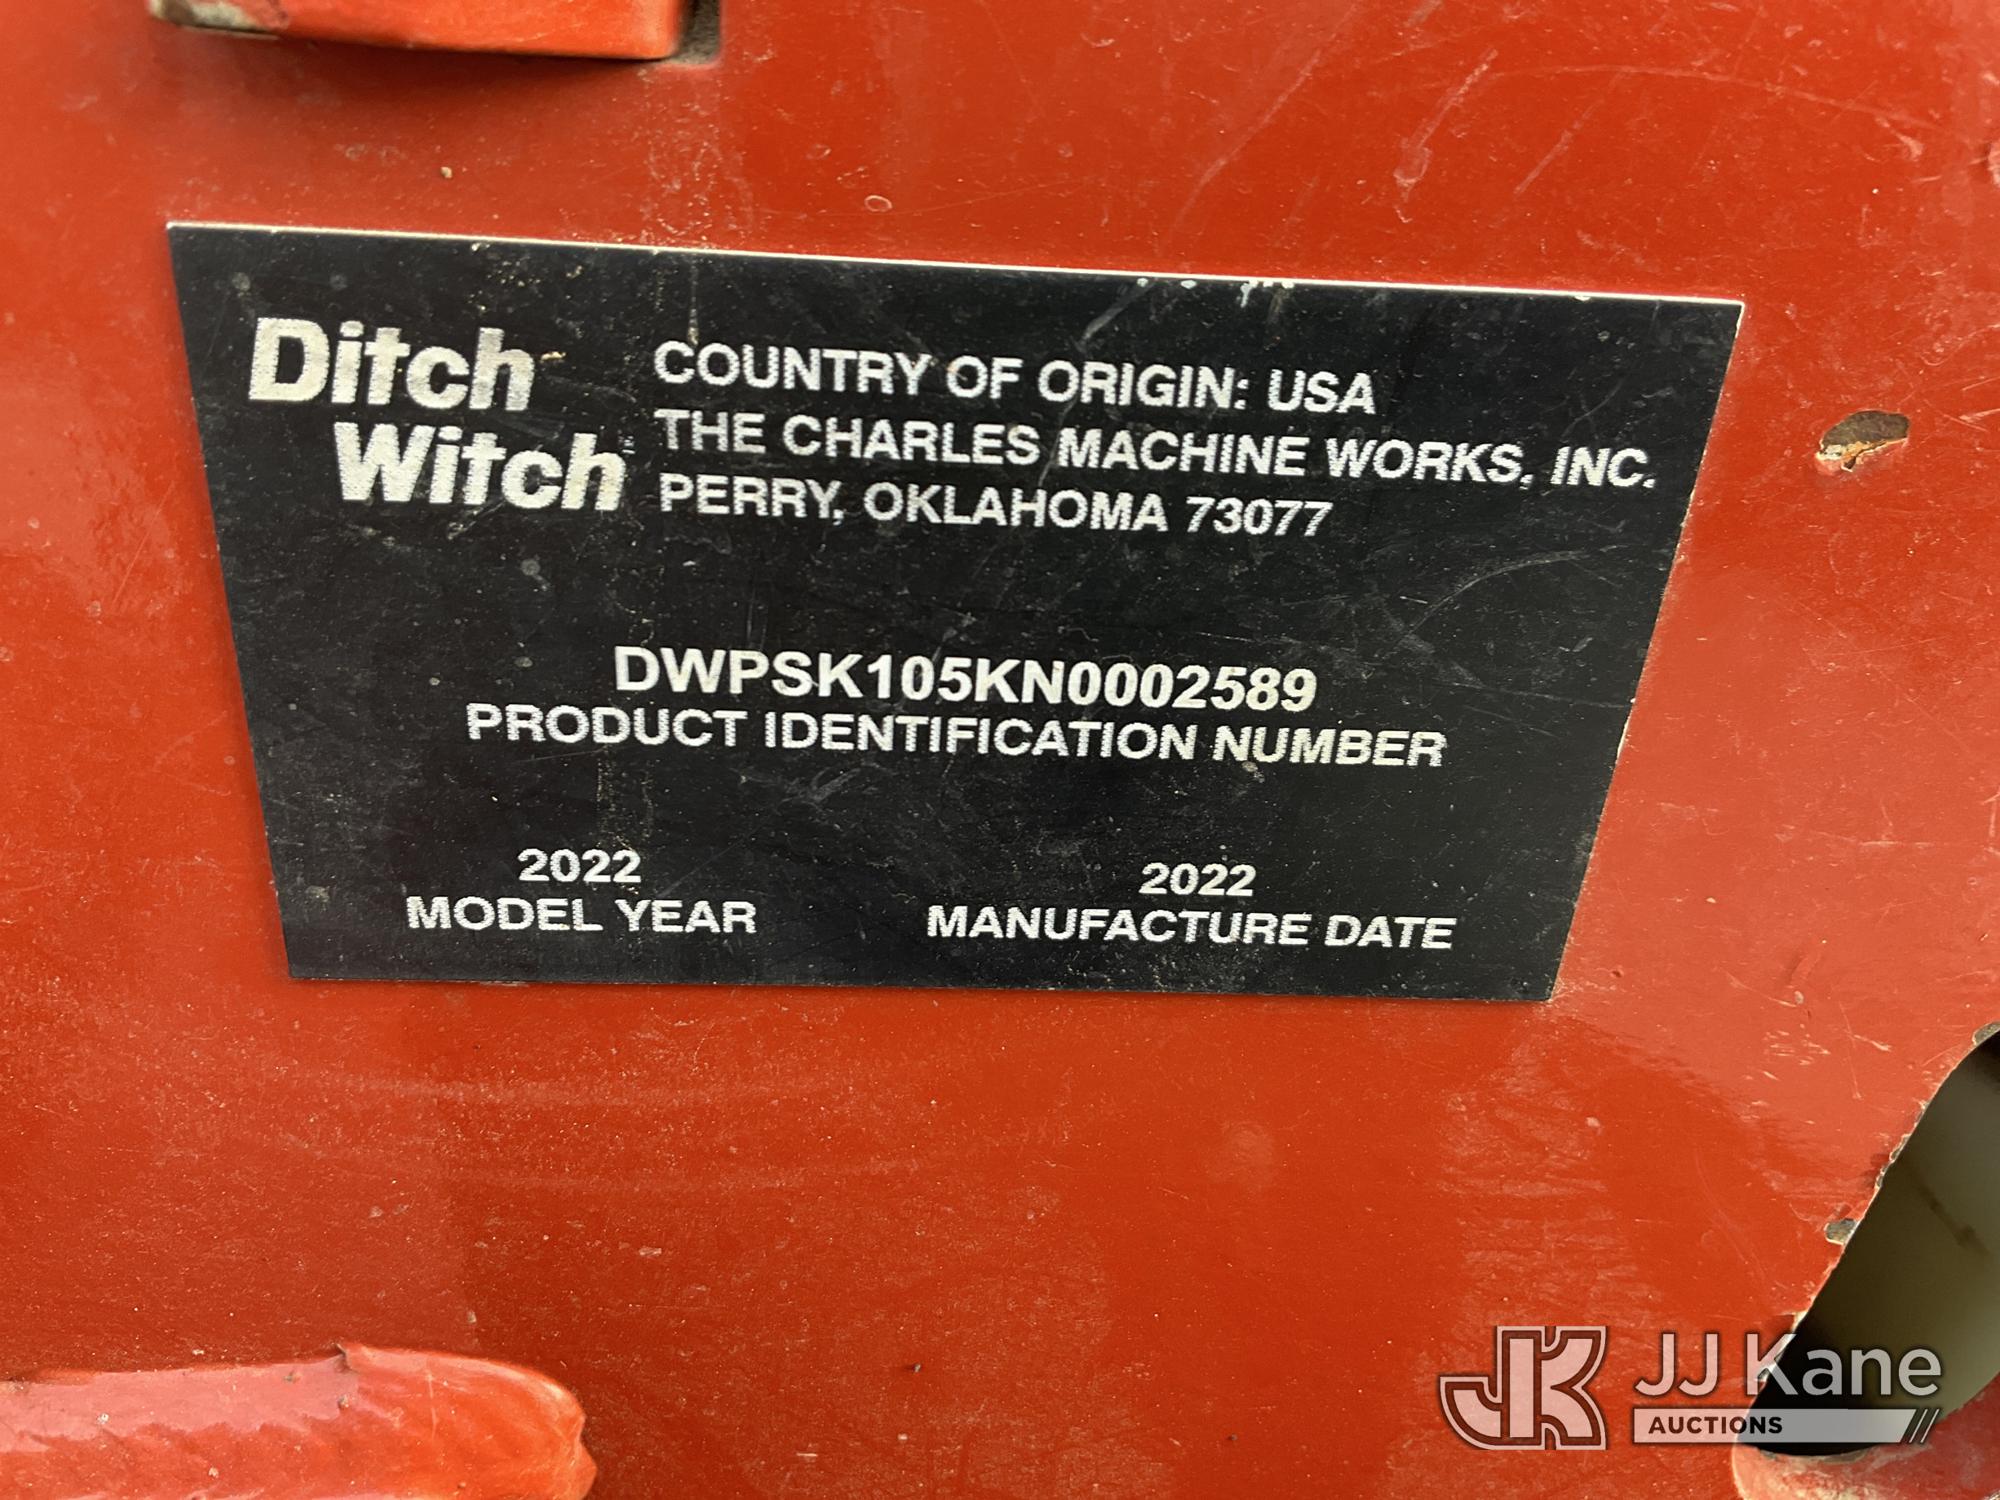 Ditch
Witch
COUNTRY OF ORIGIN: USA
THE CHARLES MACHINE WORKS, INC.
PERRY, OKLAHOMA 73077
DWPSK105KN0002589
PRODUCT IDENTIFICATION NUMBER
2022
MODEL YEAR
2022
MANUFACTURE DATE
JK
JJ Kane
AUCTIONS